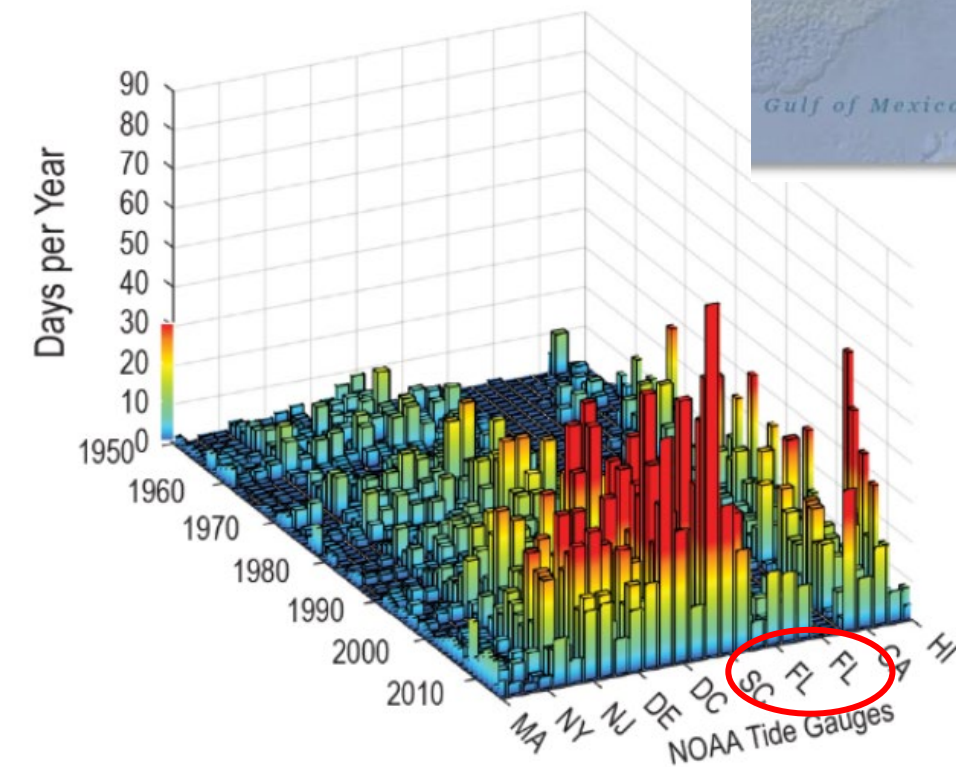 Gulf of Mexico
Days per Year
90
80
70
60
50
40
30
20
10
0
1950
1960
1970
1980
1990
2000
2010
MA
NY
NJ
DE
DC
SC
FL
FL
CA
HI
NOAA Tide Gauges